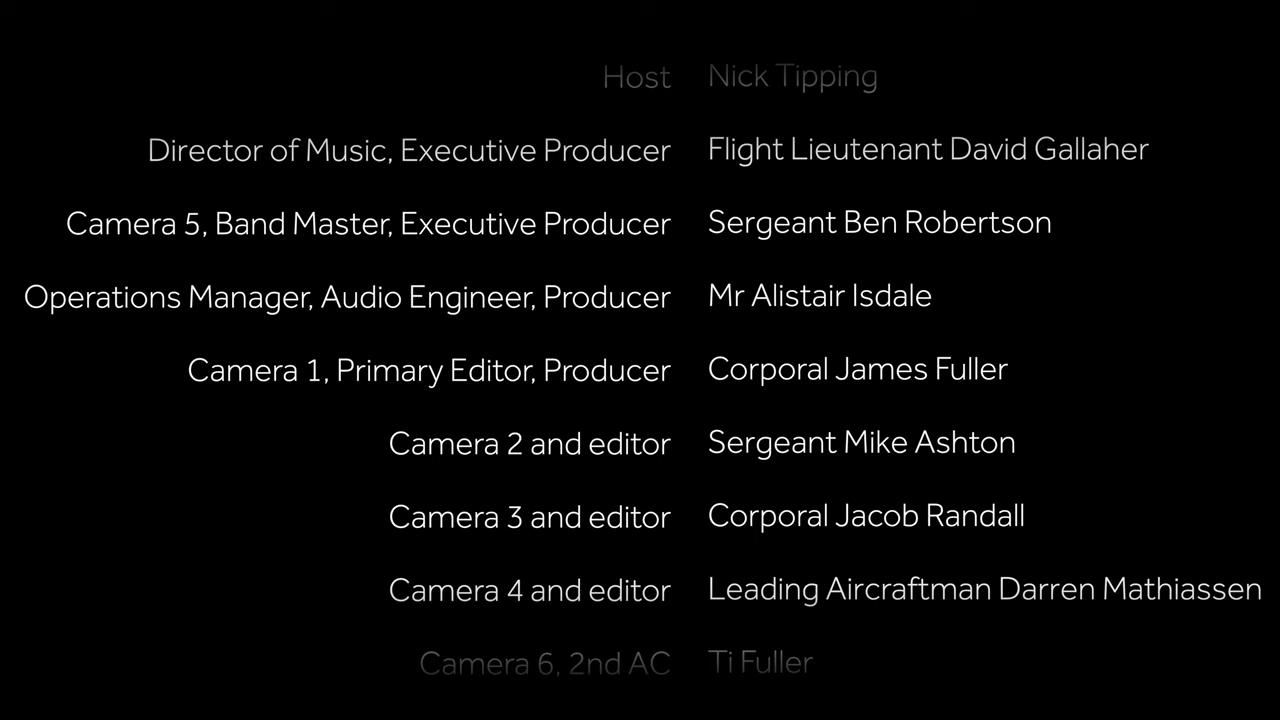 Host Nick Tipping
Director of Music, Executive Producer Flight Lieutenant David Gallaher
Camera 5, Band Master, Executive Producer Sergeant Ben Robertson
Operations Manager, Audio Engineer, Producer Mr Alistair Isdale
Camera 1, Primary Editor, Producer Corporal James Fuller
Camera 2 and editor Sergeant Mike Ashton
Camera 3 and editor Corporal Jacob Randall
Camera 4 and editor Leading Aircraftman Darren Mathiassen
Camera 6, 2nd AC Ti Fuller